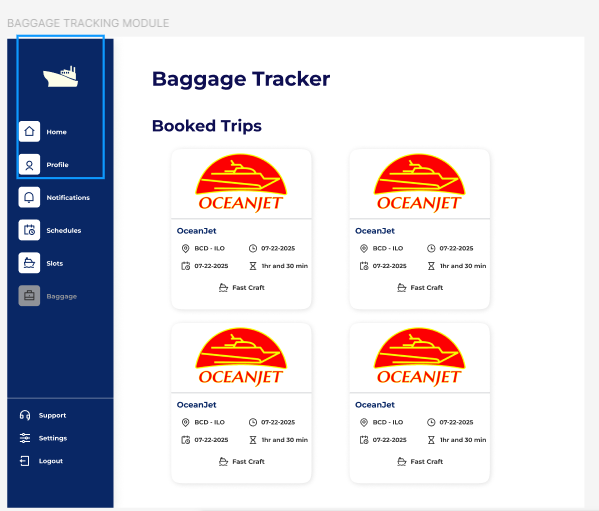 BAGGAGE TRACKING MODULE
Home
Profile
Notifications
Schedules
Slots
Baggage
Support
Settings
Logout
Baggage Tracker
Booked Trips
OCEANJET
OceanJet
BCD - ILO 07-22-2025
07-22-2025 1hr and 30 min
Fast Craft
OCEANJET
OceanJet
BCD - ILO 07-22-2025
07-22-2025 1hr and 30 min
Fast Craft
OCEANJET
OceanJet
BCD - ILO 07-22-2025
07-22-2025 1hr and 30 min
Fast Craft
OCEANJET
OceanJet
BCD - ILO 07-22-2025
07-22-2025 1hr and 30 min
Fast Craft